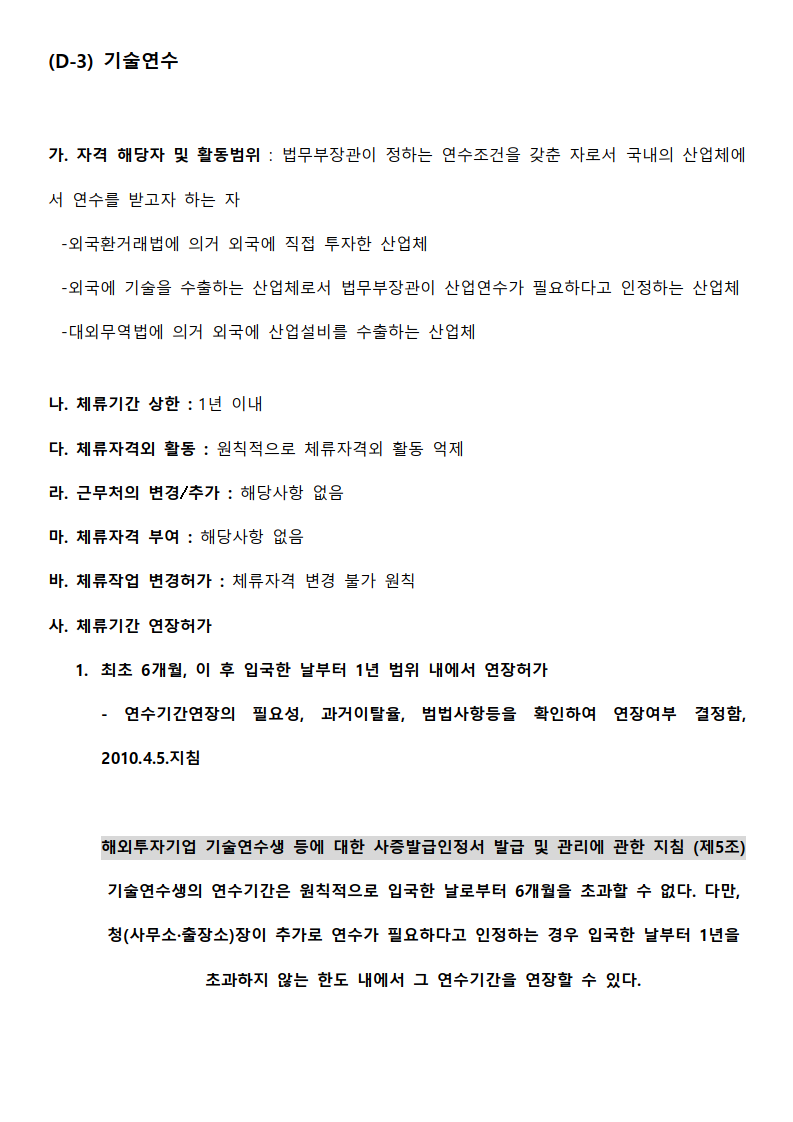 (D-3) 기술연수
가. 자격 해당자 및 활동범위 : 법무부장관이 정하는 연수조건을 갖춘 자로서 국내의 산업체에
서 연수를 받고자 하는 자
-외국환거래법에 의거 외국에 직접 투자한 산업체
-외국에 기술을 수출하는 산업체로서 법무부장관이 산업연수가 필요하다고 인정하는 산업체
-대외무역법에 의거 외국에 산업설비를 수출하는 산업체
나. 체류기간 상한 : 1년 이내
다. 체류자격외 활동 : 원칙적으로 체류자격외 활동 억제
라. 근무처의 변경/추가 : 해당사항 없음
마. 체류자격 부여 : 해당사항 없음
바. 체류작업 변경허가 : 체류자격 변경 불가 원칙
사. 체류기간 연장허가
1. 최초 6개월, 이 후 입국한 날부터 1년 범위 내에서 연장허가
- 연수기간연장의 필요성, 과거이탈율, 범법사항등을 확인하여 연장여부 결정함,
2010.4.5.지침
해외투자기업 기술연수생 등에 대한 사증발급인정서 발급 및 관리에 관한 지침 (제5조)
기술연수생의 연수기간은 원칙적으로 입국한 날로부터 6개월을 초과할 수 없다. 다만,
청(사무소·출장소)장이 추가로 연수가 필요하다고 인정하는 경우 입국한 날부터 1년을
초과하지 않는 한도 내에서 그 연수기간을 연장할 수 있다.